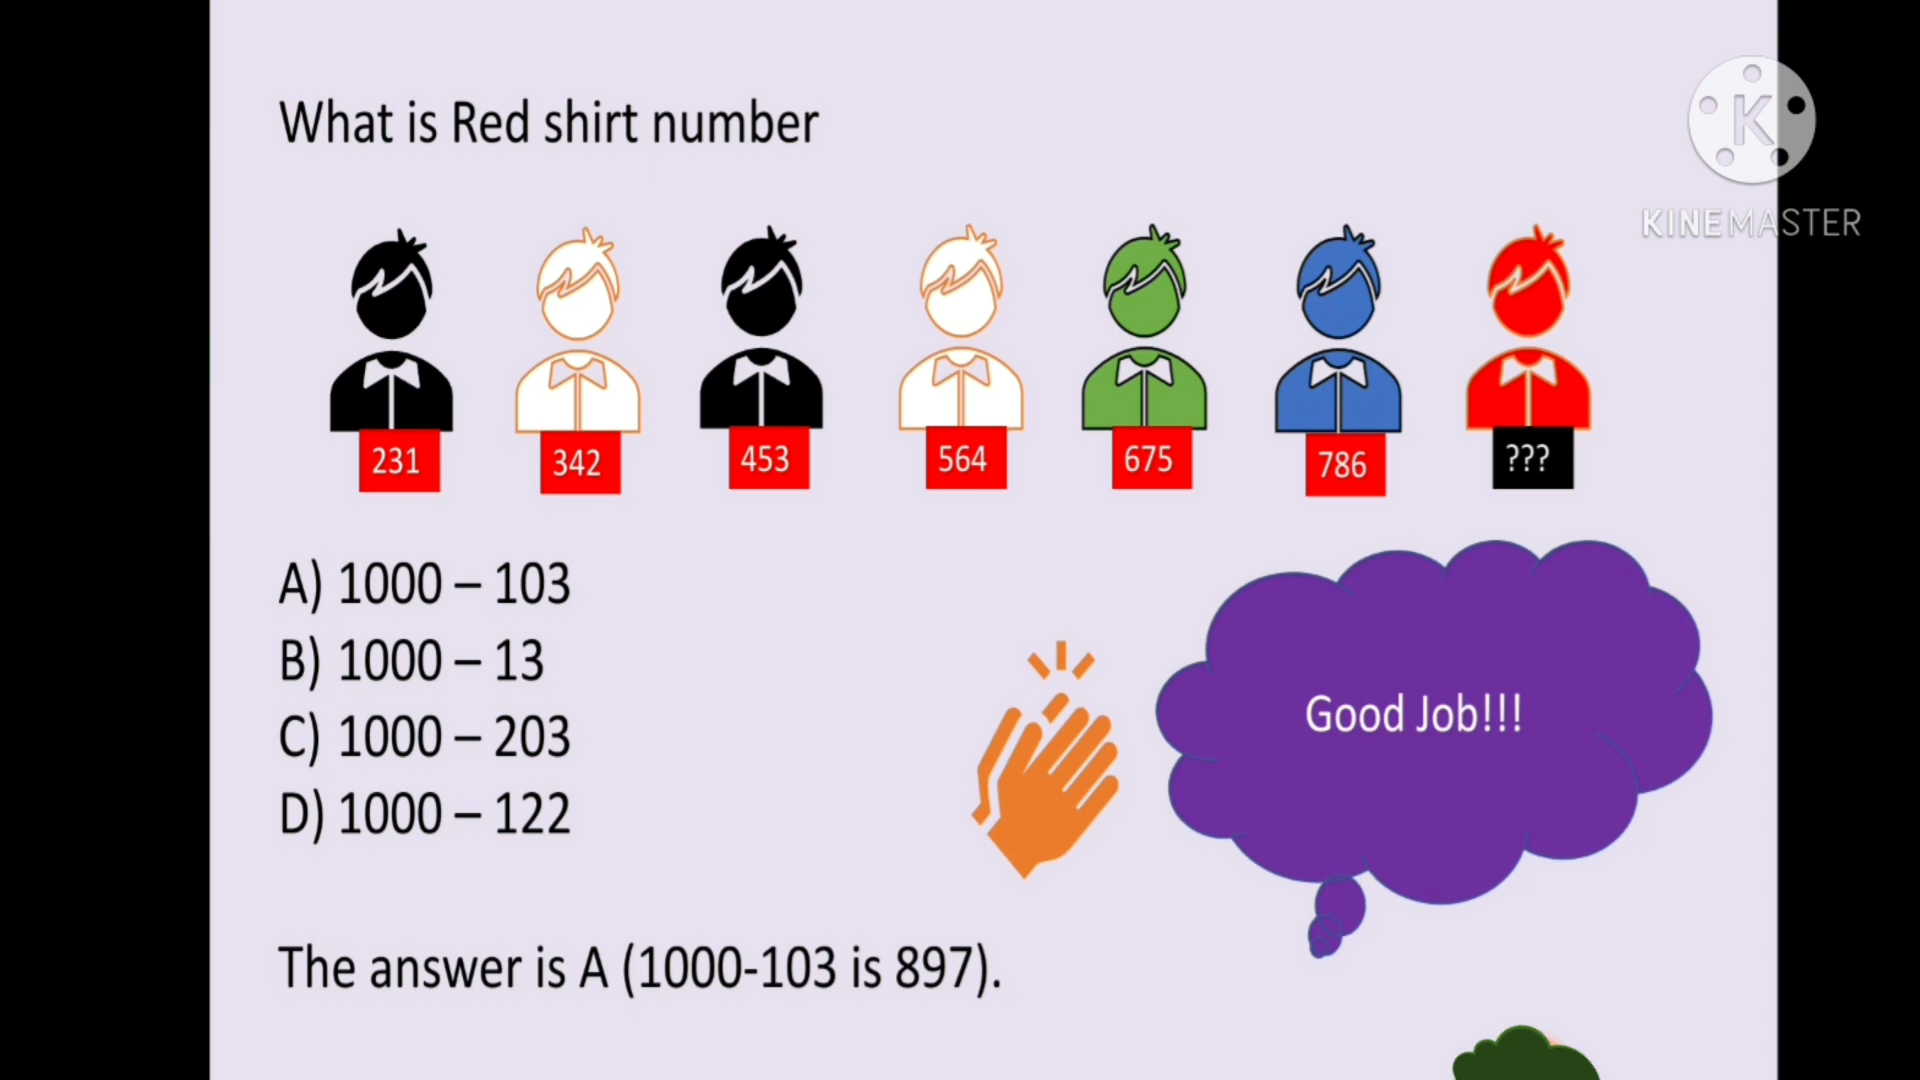 What is Red shirt number
K
KINEMASTER
231 342 453 564 675 786 ???
A) 1000 – 103
B) 1000 – 13
C) 1000 – 203
D) 1000 – 122
Good Job!!!
The answer is A (1000-103 is 897).